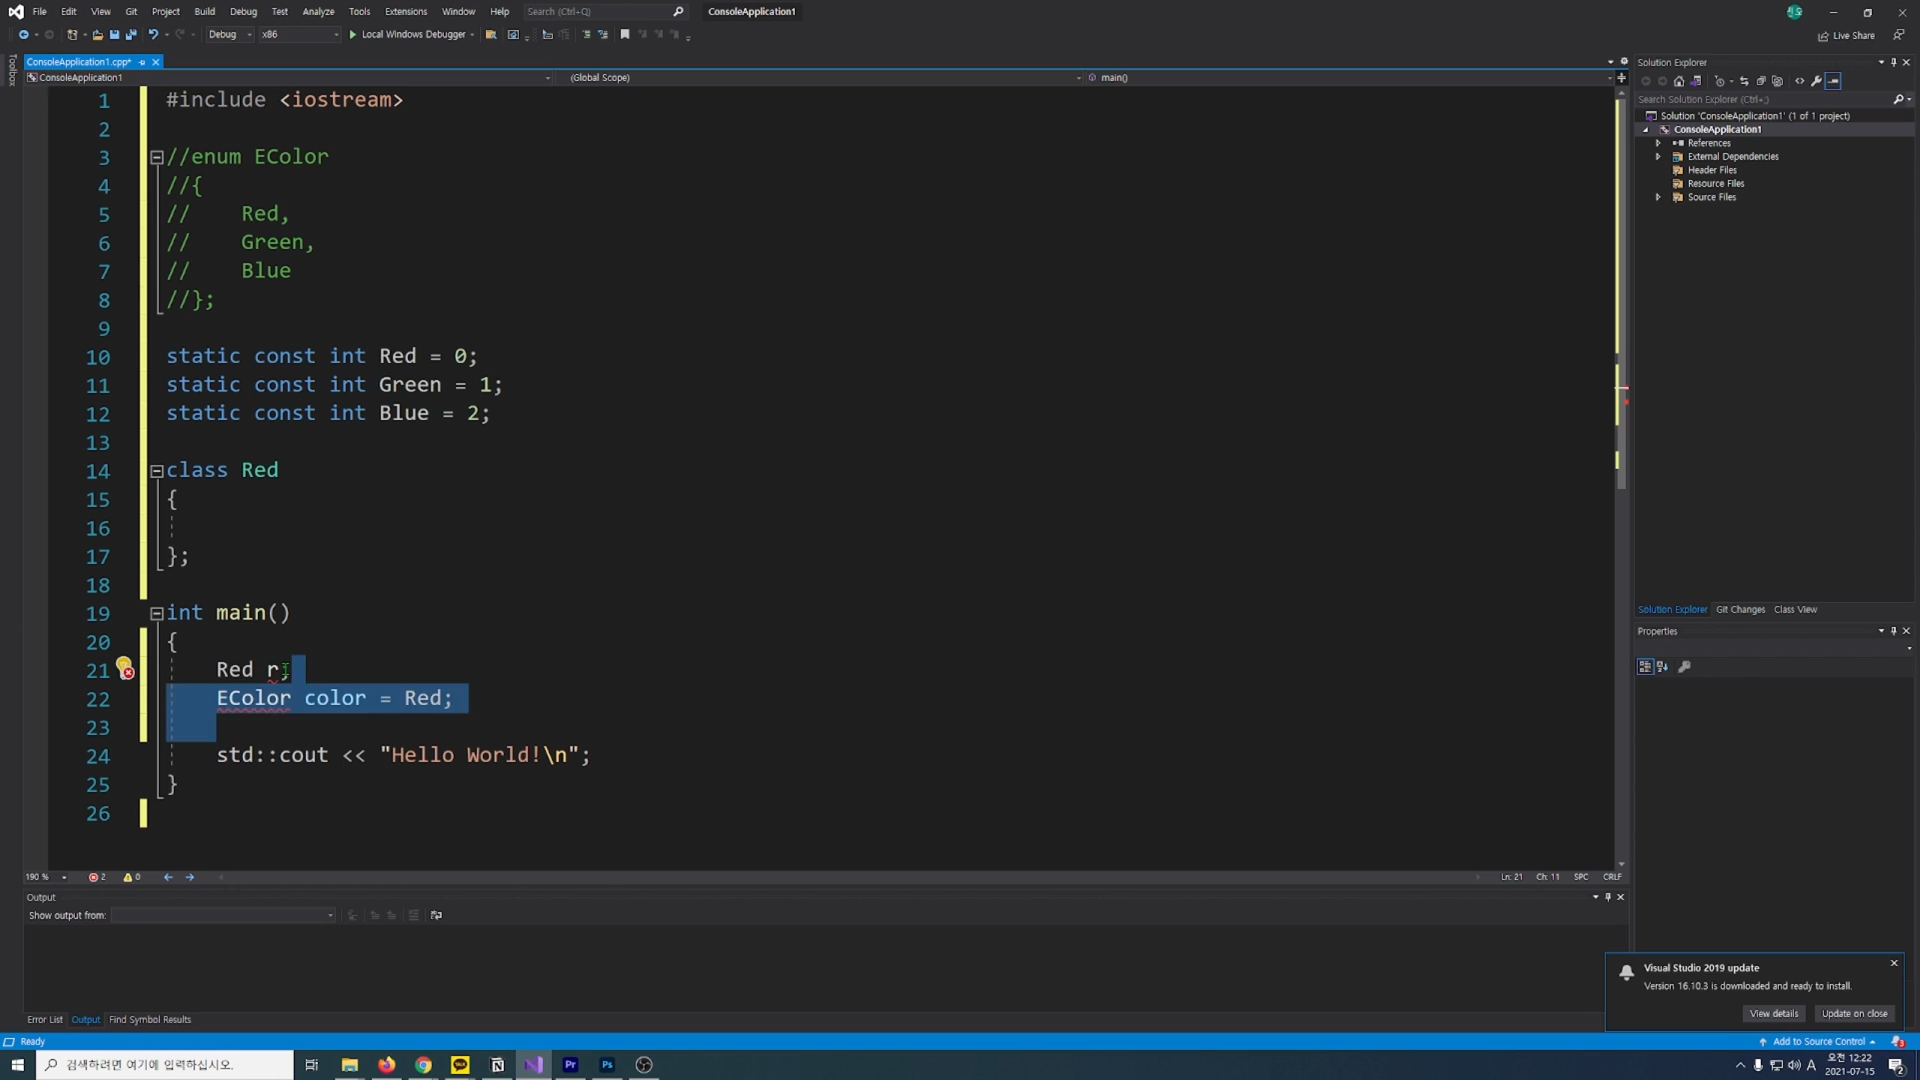 File Edit View Git Project Build Debug Test Analyze Tools Extensions Window Help Search (Ctrl+Q) ConsoleApplication1
Debug x86 Local Windows Debugger Live Share
Toolbox
ConsoleApplication1.cpp*
ConsoleApplication1 (Global Scope) main()
1 #include <iostream>
2
3 //enum EColor
4 //{
5 // Red,
6 // Green,
7 // Blue
8 //};
9
10 static const int Red = 0;
11 static const int Green = 1;
12 static const int Blue = 2;
13
14 class Red
15 {
16
17 };
18
19 int main()
20 {
21 Red r;
22 EColor color = Red;
23
24 std::cout << "Hello World!\n";
25 }
26
190 % 2 0 Ln: 21 Ch: 11 SPC CRLF
Output
Show output from:
Error List Output Find Symbol Results
Solution Explorer
Search Solution Explorer (Ctrl+;)
Solution 'ConsoleApplication1' (1 of 1 project)
ConsoleApplication1
References
External Dependencies
Header Files
Resource Files
Source Files
Solution Explorer Git Changes Class View
Properties
Visual Studio 2019 update
Version 16.10.3 is downloaded and ready to install.
View details Update on close
Ready Add to Source Control
검색하려면 여기에 입력하십시오.
A 오전 12:22
2021-07-15